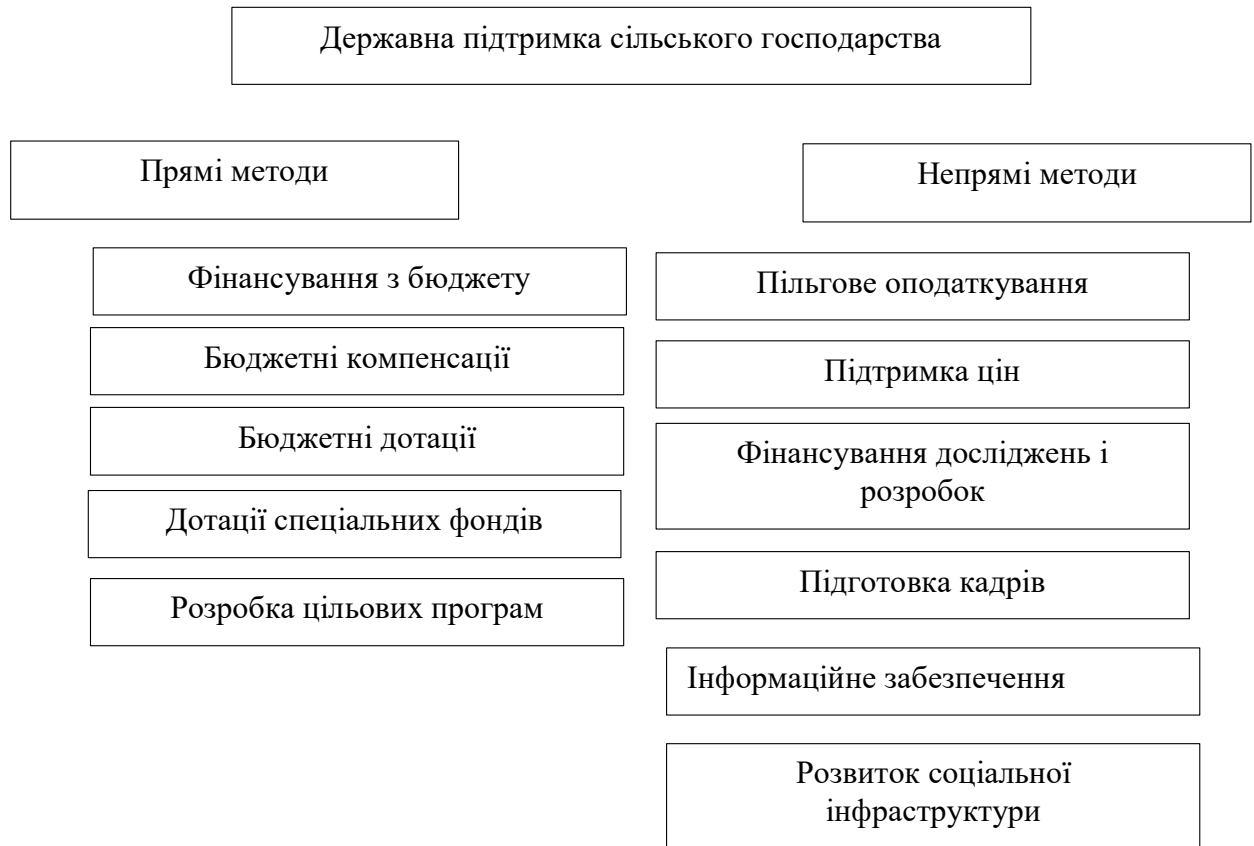 Державна підтримка сільського господарства
Прямі методи
Непрямі методи
Фінансування з бюджету
Бюджетні компенсації
Бюджетні дотації
Дотації спеціальних фондів
Розробка цільових програм
Пільгове оподаткування
Підтримка цін
Фінансування досліджень і
розробок
Підготовка кадрів
Інформаційне забезпечення
Розвиток соціальної
інфраструктури